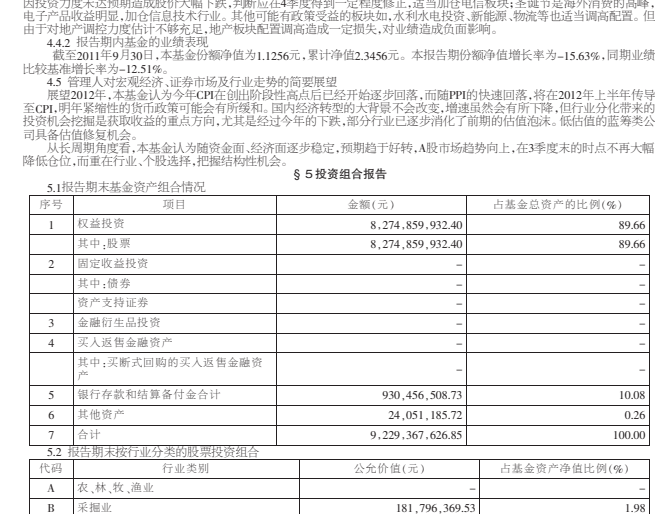 因投资力度未达预期造成股价大幅下跌,判断应在4季度得到一定程度修正,适当加仓电信板块;圣诞节是海外消费的高峰,
电子产品收益明显,加仓信息技术行业。其他可能有政策受益的板块如,水利水电投资、新能源、物流等也适当调高配置。但
由于对地产调控力度估计不够充足,地产板块配置调高造成一定损失,对业绩造成负面影响。
4.4.2 报告期内基金的业绩表现
截至2011年9月30日,本基金份额净值为1.1256元,累计净值2.3456元。本报告期份额净值增长率为-15.63%,同期业绩
比较基准增长率为-12.51%。
4.5 管理人对宏观经济、证券市场及行业走势的简要展望
展望2012年,本基金认为今年CPI在创出阶段性高点后已经开始逐步回落,而随PPI的快速回落,将在2012年上半年传导
至CPI,明年紧缩性的货币政策可能会有所缓和。国内经济转型的大背景不会改变,增速虽然会有所下降,但行业分化带来的
投资机会挖掘是获取收益的重点方向,尤其是经过今年的下跌,部分行业已逐步消化了前期的估值泡沫。低估值的蓝筹类公
司具备估值修复机会。
从长周期角度看,本基金认为随资金面、经济面逐步稳定,预期趋于好转,A股市场趋势向上,在3季度末的时点不再大幅
降低仓位,而重在行业、个股选择,把握结构性机会。
§5投资组合报告
5.1报告期末基金资产组合情况
序号 项目 金额(元) 占基金总资产的比例(%)
1 权益投资 8,274,859,932.40 89.66
其中:股票 8,274,859,932.40 89.66
2 固定收益投资 - -
其中:债券 - -
资产支持证券 - -
3 金融衍生品投资 - -
4 买入返售金融资产 - -
其中:买断式回购的买入返售金融资 - -
产
5 银行存款和结算备付金合计 930,456,508.73 10.08
6 其他资产 24,051,185.72 0.26
7 合计 9,229,367,626.85 100.00
5.2 报告期末按行业分类的股票投资组合
代码 行业类别 公允价值(元) 占基金资产净值比例(%)
A 农、林、牧、渔业 - -
B 采掘业 181,796,369.53 1.98